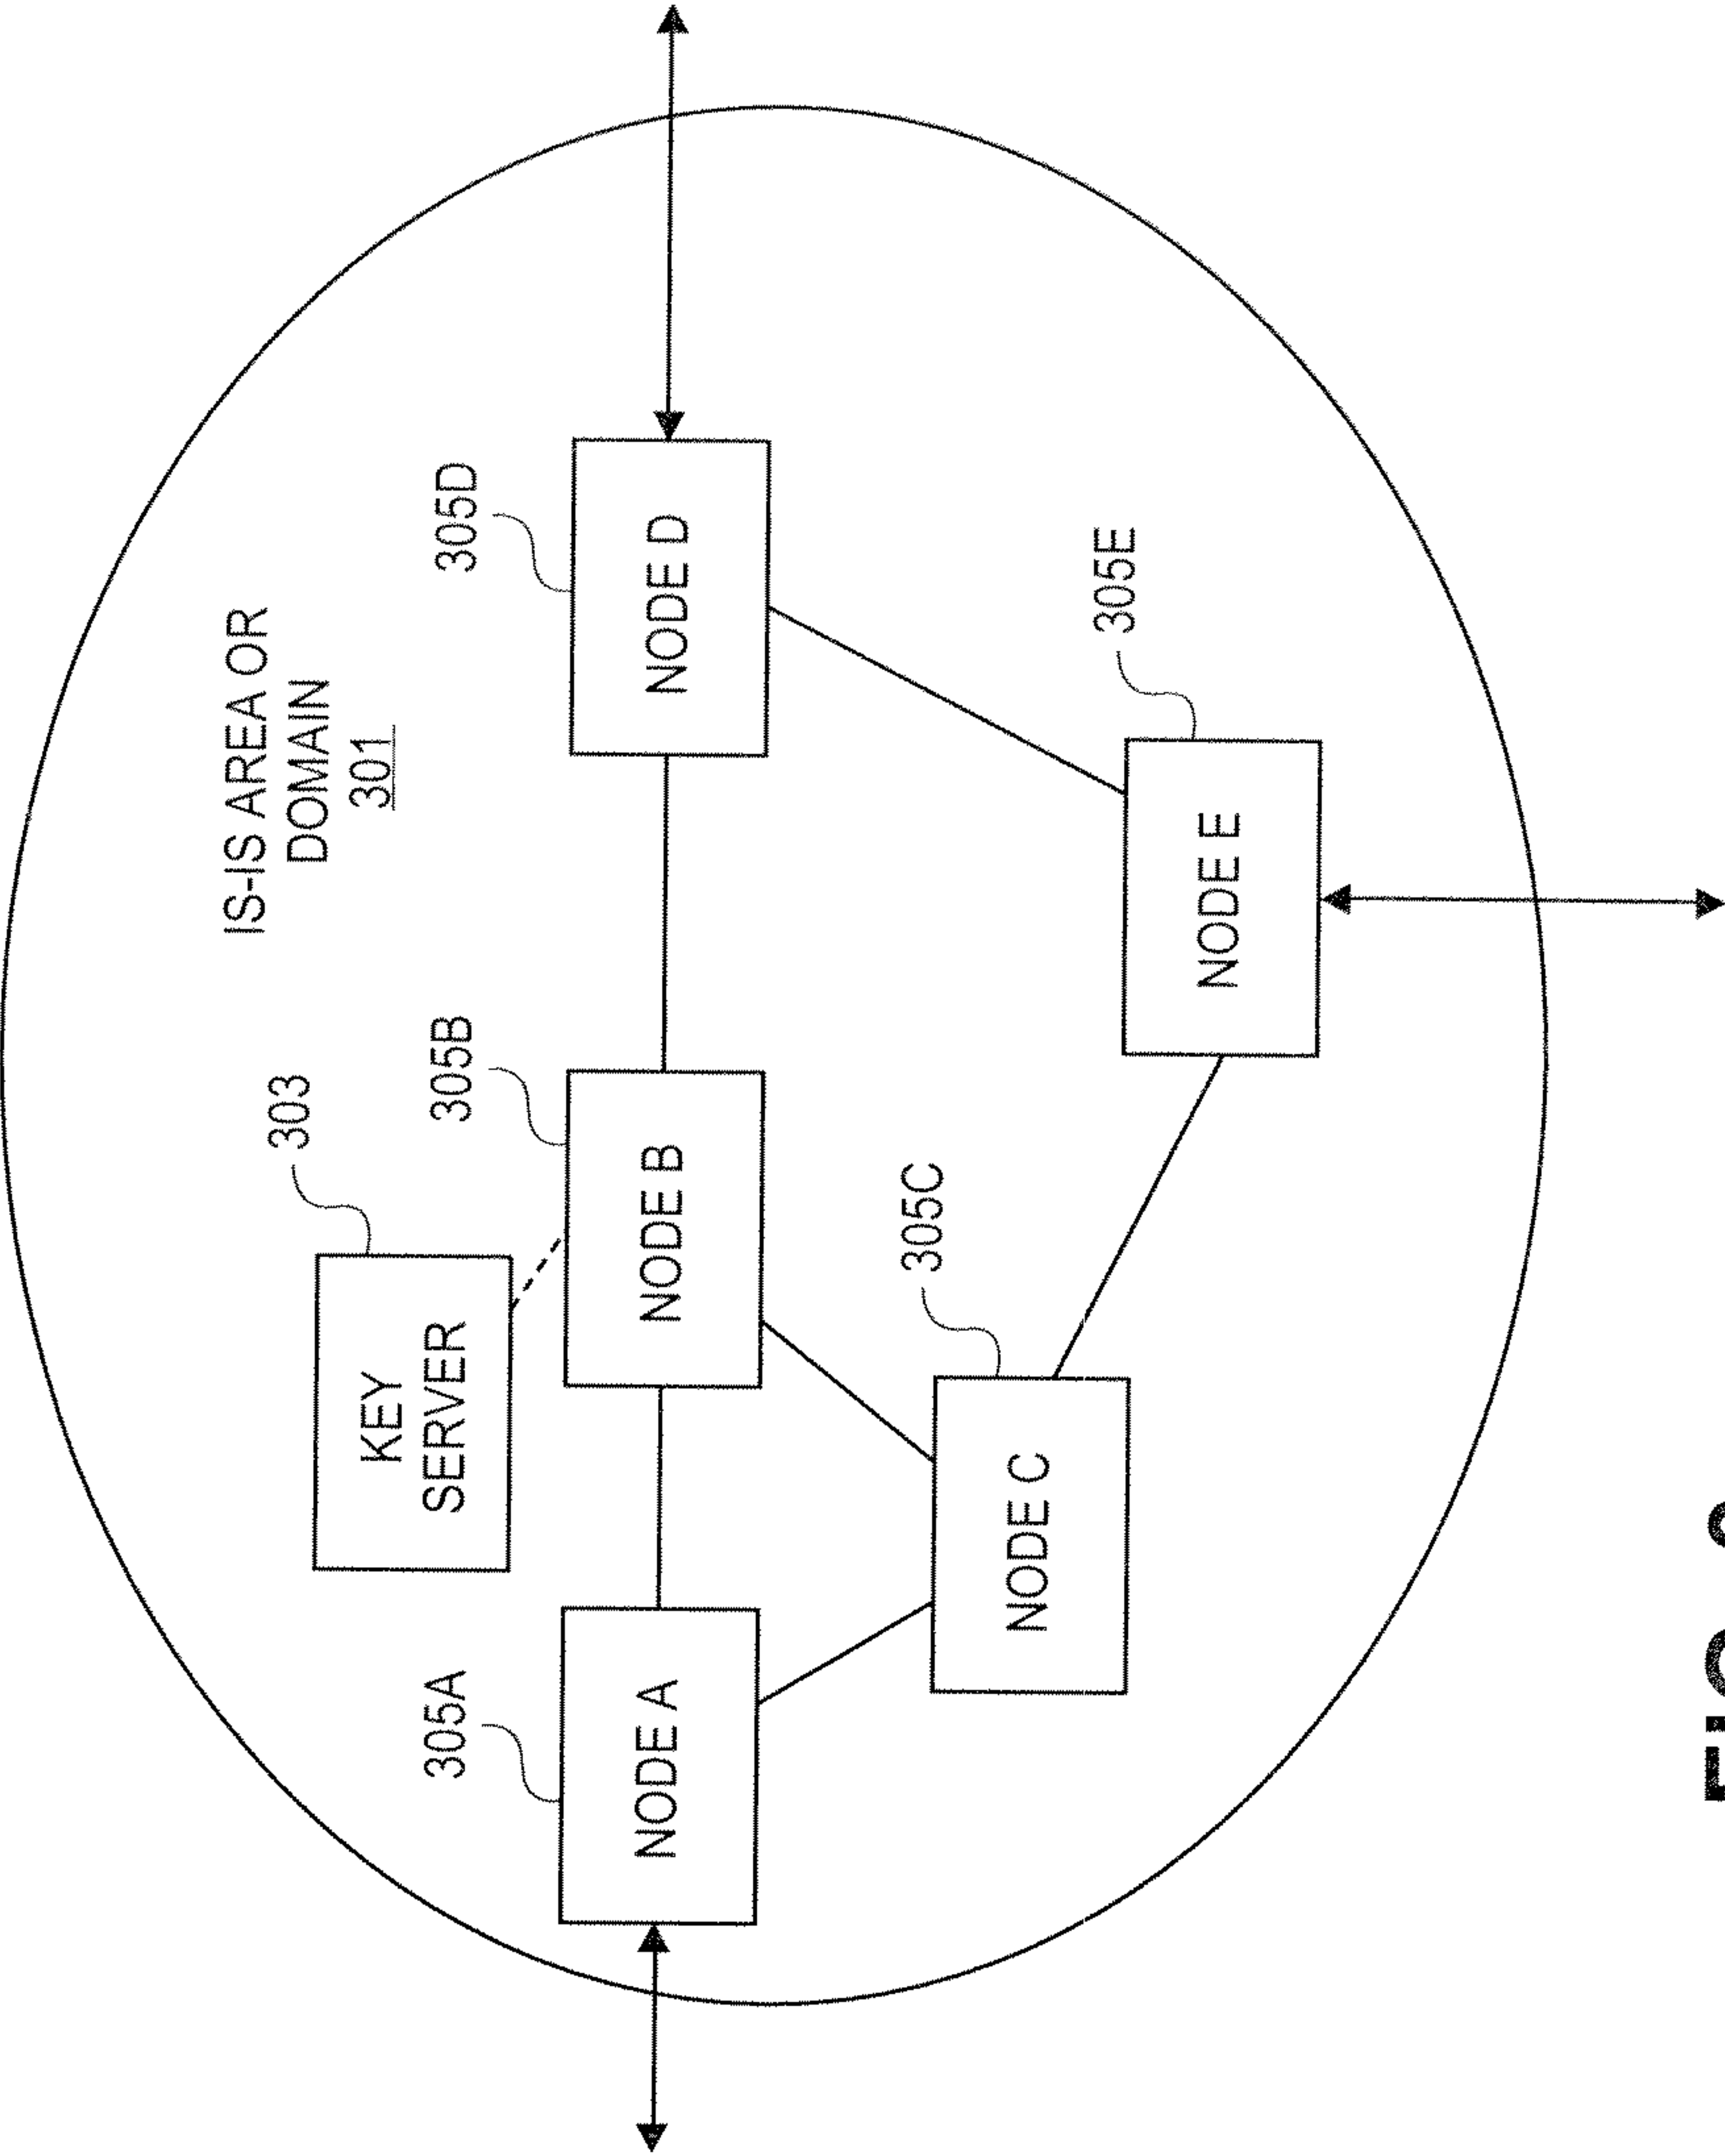 IS-IS AREA OR
DOMAIN
301
303
KEY
SERVER
305A
NODE A
305B
NODE B
305D
NODE D
305C
NODE C
305E
NODE E